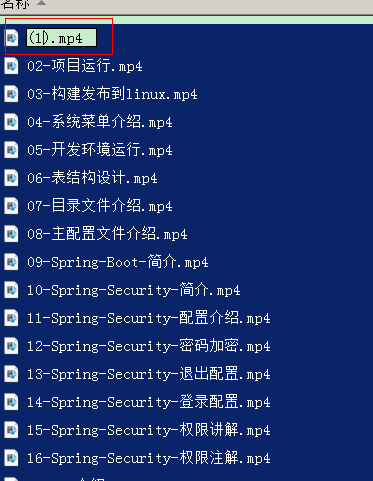 名称
(1).mp4
02-项目运行.mp4
03-构建发布到linux.mp4
04-系统菜单介绍.mp4
05-开发环境运行.mp4
06-表结构设计.mp4
07-目录文件介绍.mp4
08-主配置文件介绍.mp4
09-Spring-Boot-简介.mp4
10-Spring-Security-简介.mp4
11-Spring-Security-配置介绍.mp4
12-Spring-Security-密码加密.mp4
13-Spring-Security-退出配置.mp4
14-Spring-Security-登录配置.mp4
15-Spring-Security-权限讲解.mp4
16-Spring-Security-权限注解.mp4